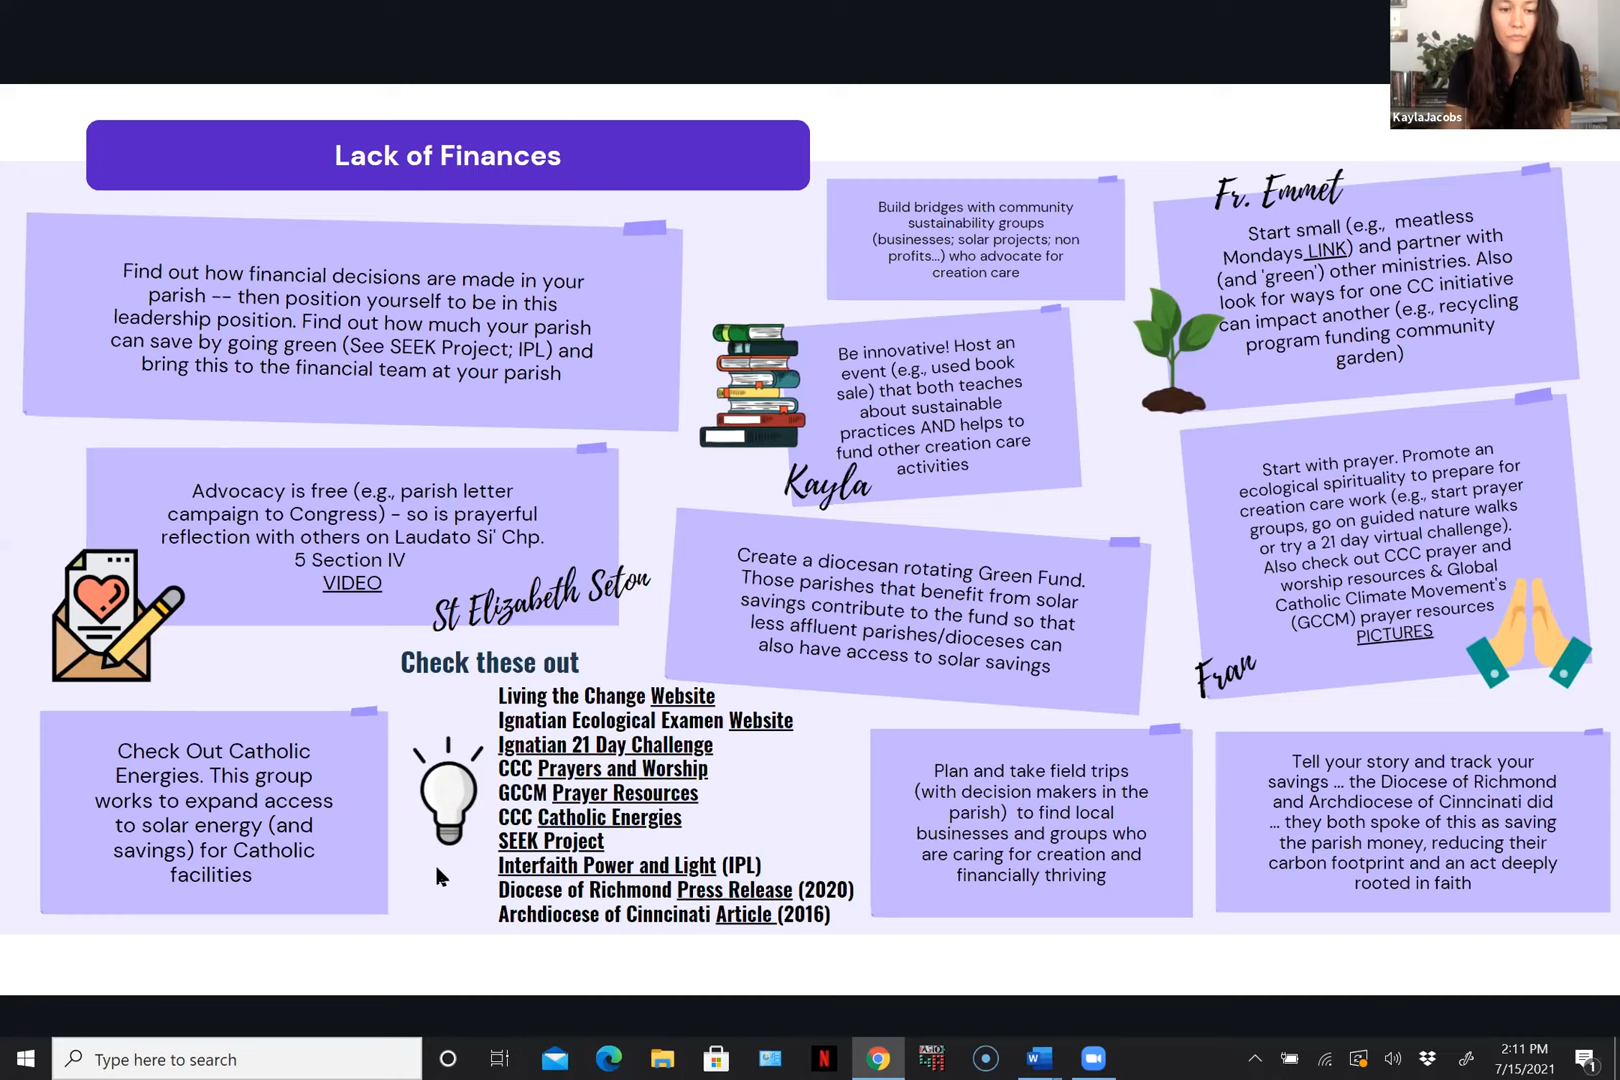 KaylaJacobs
Lack of Finances
Find out how financial decisions are made in your
parish -- then position yourself to be in this
leadership position. Find out how much your parish
can save by going green (See SEEK Project; IPL) and
bring this to the financial team at your parish
Build bridges with community
sustainability groups
(businesses; solar projects; non
profits...) who advocate for
creation care
Fr. Emmet
Start small (e.g., meatless
Mondays LINK) and partner with
(and 'green') other ministries. Also
look for ways for one CC initiative
can impact another (e.g., recycling
program funding community
garden)
Be innovative! Host an
event (e.g., used book
sale) that both teaches
about sustainable
practices AND helps to
fund other creation care
activities
Kayla
Advocacy is free (e.g., parish letter
campaign to Congress) - so is prayerful
reflection with others on Laudato Si' Chp.
5 Section IV
VIDEO
St Elizabeth Seton
Create a diocesan rotating Green Fund.
Those parishes that benefit from solar
savings contribute to the fund so that
less affluent parishes/dioceses can
also have access to solar savings
Start with prayer. Promote an
ecological spirituality to prepare for
creation care work (e.g., start prayer
groups, go on guided nature walks
or try a 21 day virtual challenge).
Also check out CCC prayer and
worship resources & Global
Catholic Climate Movement's
(GCCM) prayer resources
PICTURES
Fran
Check these out
Living the Change Website
Ignatian Ecological Examen Website
Ignatian 21 Day Challenge
CCC Prayers and Worship
GCCM Prayer Resources
CCC Catholic Energies
SEEK Project
Interfaith Power and Light (IPL)
Diocese of Richmond Press Release (2020)
Archdiocese of Cinncinati Article (2016)
Check Out Catholic
Energies. This group
works to expand access
to solar energy (and
savings) for Catholic
facilities
Plan and take field trips
(with decision makers in the
parish) to find local
businesses and groups who
are caring for creation and
financially thriving
Tell your story and track your
savings ... the Diocese of Richmond
and Archdiocese of Cinncinati did
... they both spoke of this as saving
the parish money, reducing their
carbon footprint and an act deeply
rooted in faith
Type here to search
2:11 PM
7/15/2021